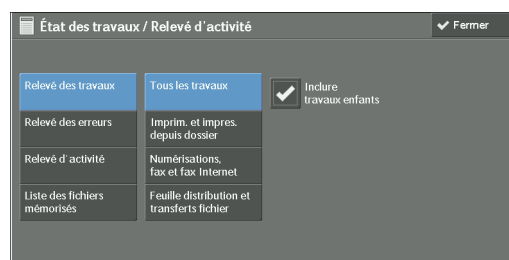 État des travaux / Relevé d'activité
Fermer
Relevé des travaux
Tous les travaux
Inclure
travaux enfants
Relevé des erreurs
Imprim. et impres.
depuis dossier
Relevé d'activité
Numérisations,
fax et fax Internet
Liste des fichiers
mémorisés
Feuille distribution et
transferts fichier